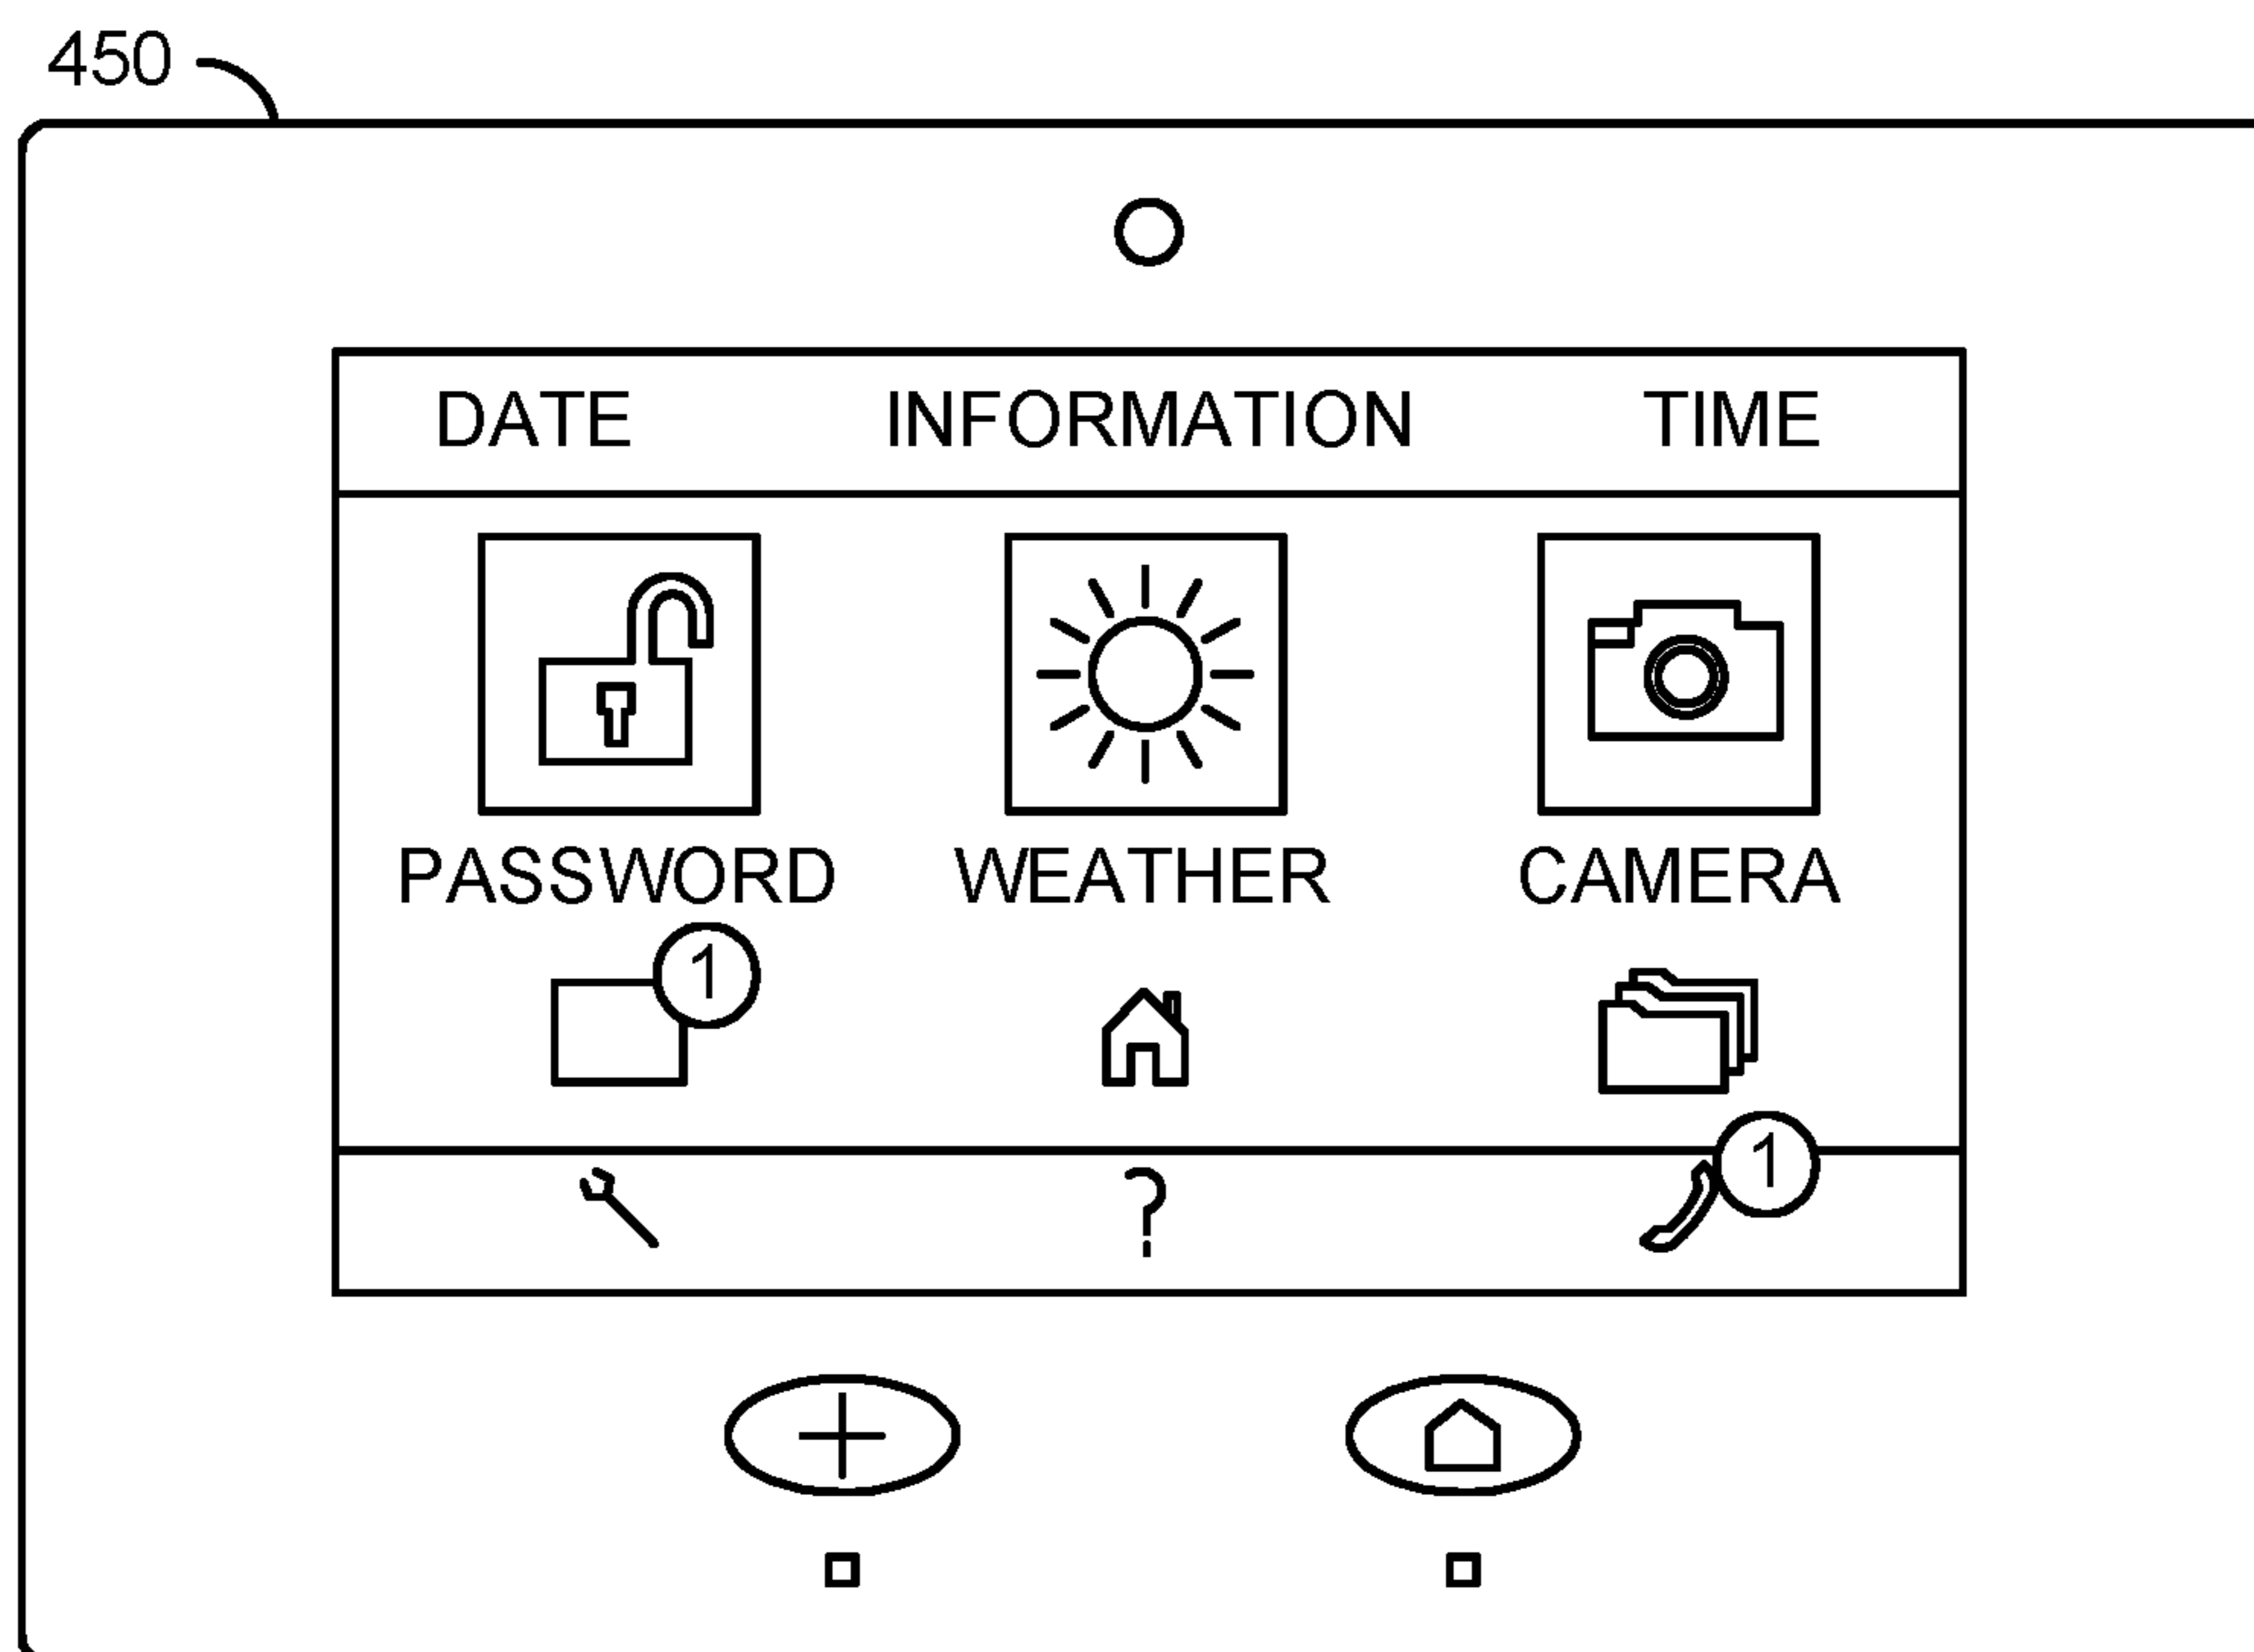 450
DATE INFORMATION TIME
PASSWORD WEATHER CAMERA
1
1
?